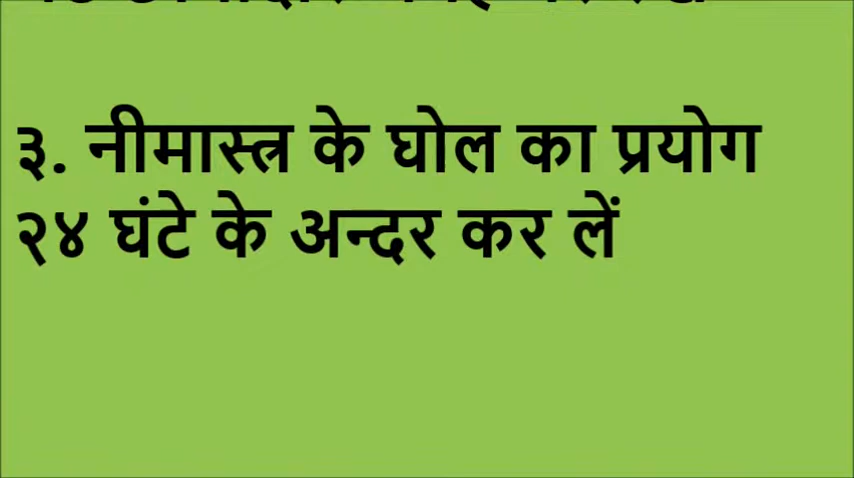 ३. नीमास्त्र के घोल का प्रयोग
२४ घंटे के अन्दर कर लें